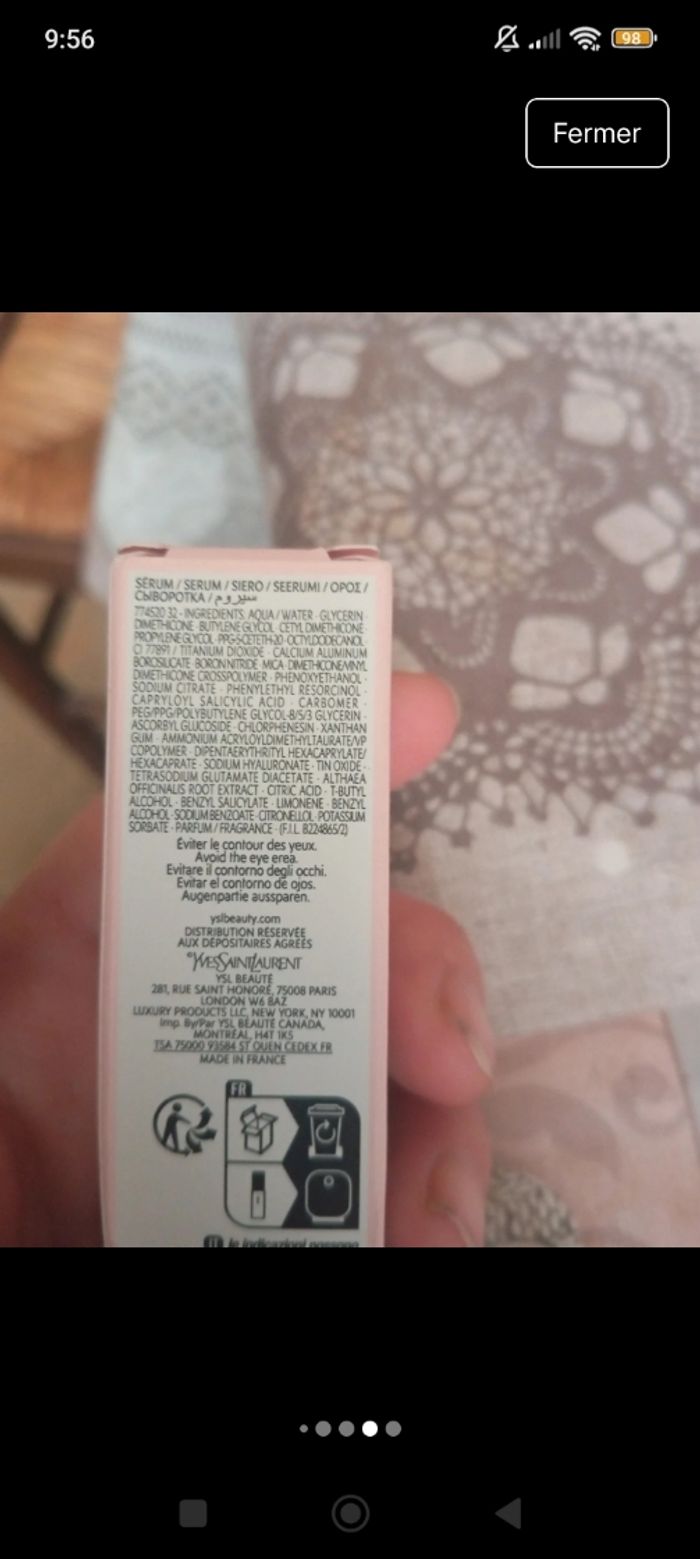 9:56
98
Fermer
SÉRUM / SERUM / SIERO / SEERUMI / ΟΡΟΣ /
СЫВОРОТКА / سيروم
774520 32 - INGREDIENTS: AQUA / WATER · GLYCERIN ·
DIMETHICONE · BUTYLENE GLYCOL · CETYL DIMETHICONE ·
PROPYLENE GLYCOL · PPG-5-CETETH-20 · OCTYLDODECANOL ·
CI 77891 / TITANIUM DIOXIDE · CALCIUM ALUMINUM
BOROSILICATE · BORON NITRIDE · MICA · DIMETHICONE/VINYL
DIMETHICONE CROSSPOLYMER · PHENOXYETHANOL ·
SODIUM CITRATE · PHENYLETHYL RESORCINOL ·
CAPRYLOYL SALICYLIC ACID · CARBOMER ·
PEG/PPG/POLYBUTYLENE GLYCOL-8/5/3 GLYCERIN ·
ASCORBYL GLUCOSIDE · CHLORPHENESIN · XANTHAN
GUM · AMMONIUM ACRYLOYLDIMETHYLTAURATE/VP
COPOLYMER · DIPENTAERYTHRITYL HEXACAPRYLATE/
HEXACAPRATE · SODIUM HYALURONATE · TIN OXIDE ·
TETRASODIUM GLUTAMATE DIACETATE · ALTHAEA
OFFICINALIS ROOT EXTRACT · CITRIC ACID · T-BUTYL
ALCOHOL · BENZYL SALICYLATE · LIMONENE · BENZYL
ALCOHOL · SODIUM BENZOATE · CITRONELLOL · POTASSIUM
SORBATE · PARFUM / FRAGRANCE · (F.I.L. B224865/2)
Éviter le contour des yeux.
Avoid the eye erea.
Evitare il contorno degli occhi.
Evitar el contorno de ojos.
Augenpartie aussparen.
yslbeauty.com
DISTRIBUTION RÉSERVÉE
AUX DÉPOSITAIRES AGRÉÉS
YVESSAINTLAURENT
YSL BEAUTÉ
281, RUE SAINT HONORÉ, 75008 PARIS
LONDON W6 8AZ
LUXURY PRODUCTS LLC, NEW YORK, NY 10001
Imp. By/Par YSL BEAUTÉ CANADA,
MONTRÉAL, H4T 1K5
TSA 75000 93584 ST OUEN CEDEX FR
MADE IN FRANCE
FR
le indicazioni possono